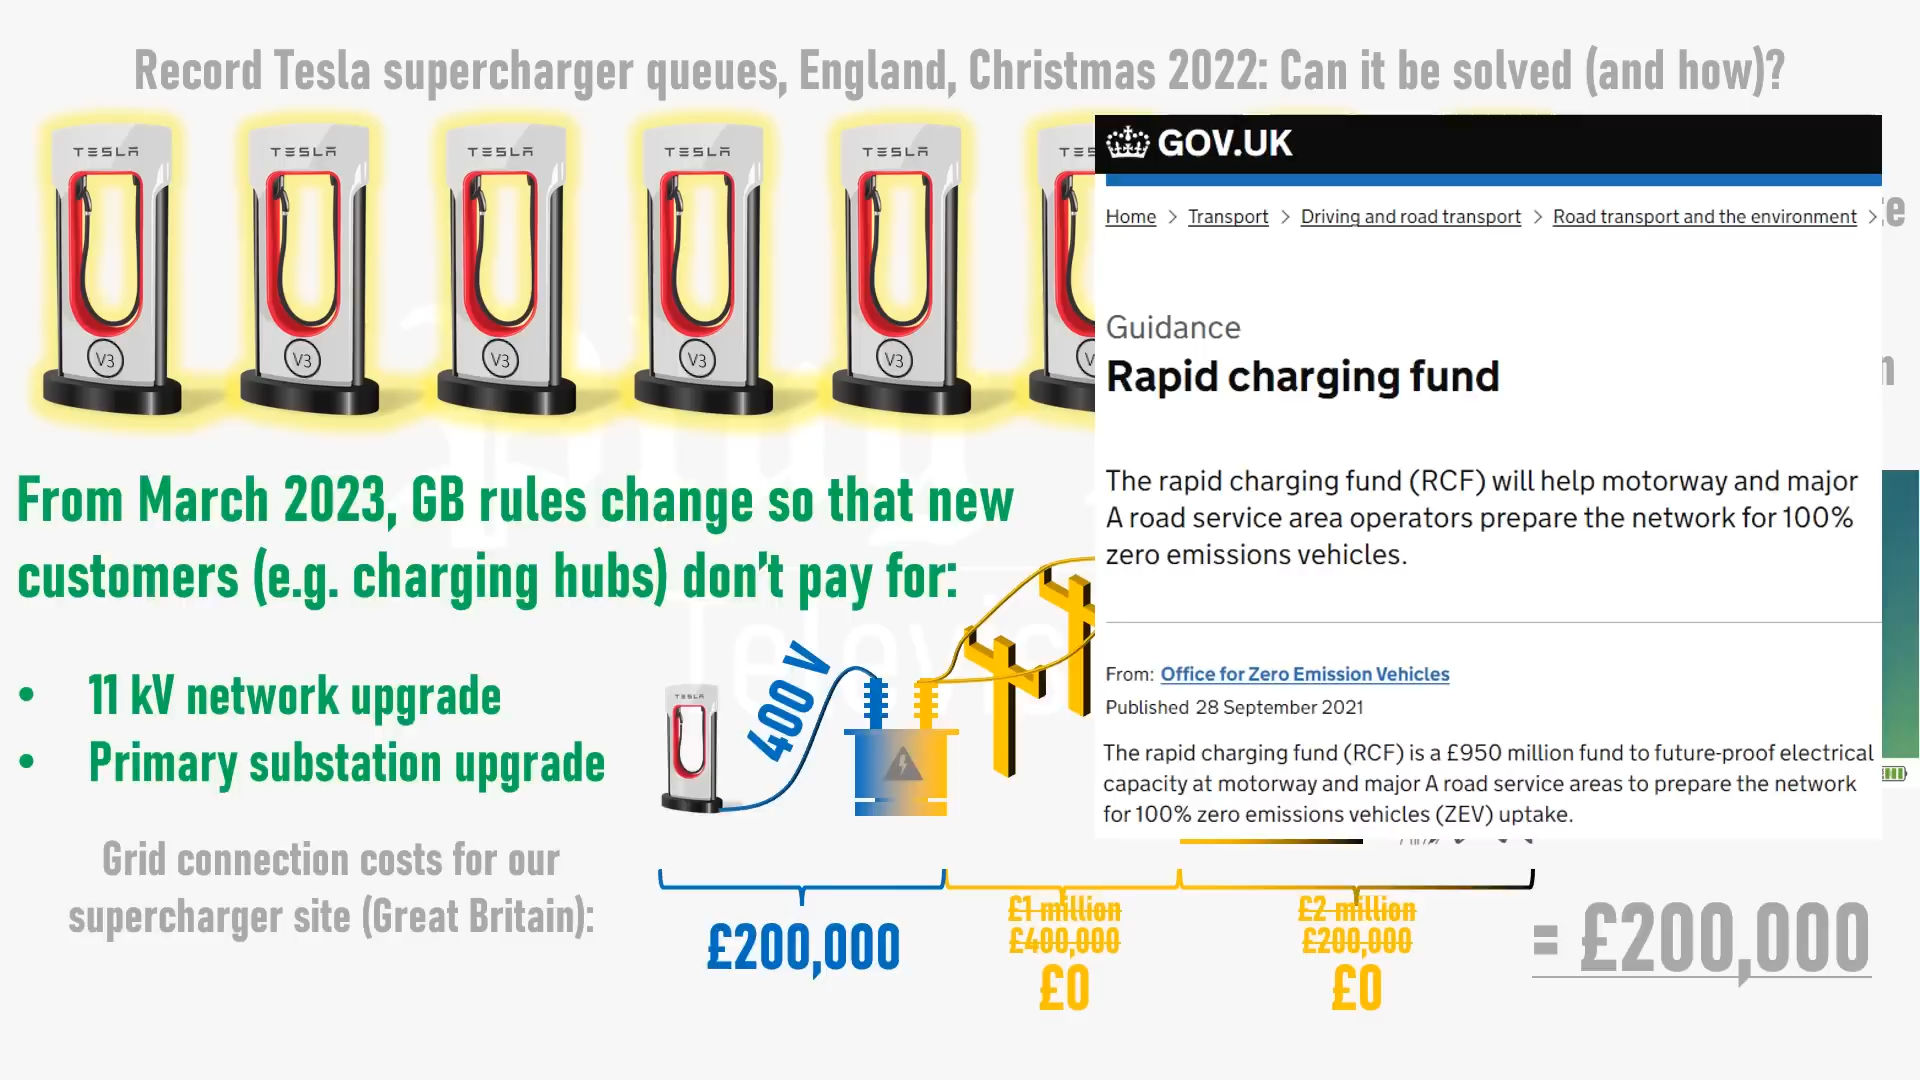 Record Tesla supercharger queues, England, Christmas 2022: Can it be solved (and how)?
TESLA TESLA TESLA TESLA TESLA TES
V3 V3 V3 V3 V3 V
GOV.UK
Home > Transport > Driving and road transport > Road transport and the environment >
Guidance
Rapid charging fund
The rapid charging fund (RCF) will help motorway and major
A road service area operators prepare the network for 100%
zero emissions vehicles.
From: Office for Zero Emission Vehicles
Published 28 September 2021
The rapid charging fund (RCF) is a £950 million fund to future-proof electrical
capacity at motorway and major A road service areas to prepare the network
for 100% zero emissions vehicles (ZEV) uptake.
From March 2023, GB rules change so that new
customers (e.g. charging hubs) don't pay for:
• 11 kV network upgrade
• Primary substation upgrade
TESLA
400 V
Grid connection costs for our
supercharger site (Great Britain):
£200,000
£1 million
£400,000
£0
£2 million
£200,000
£0
= £200,000